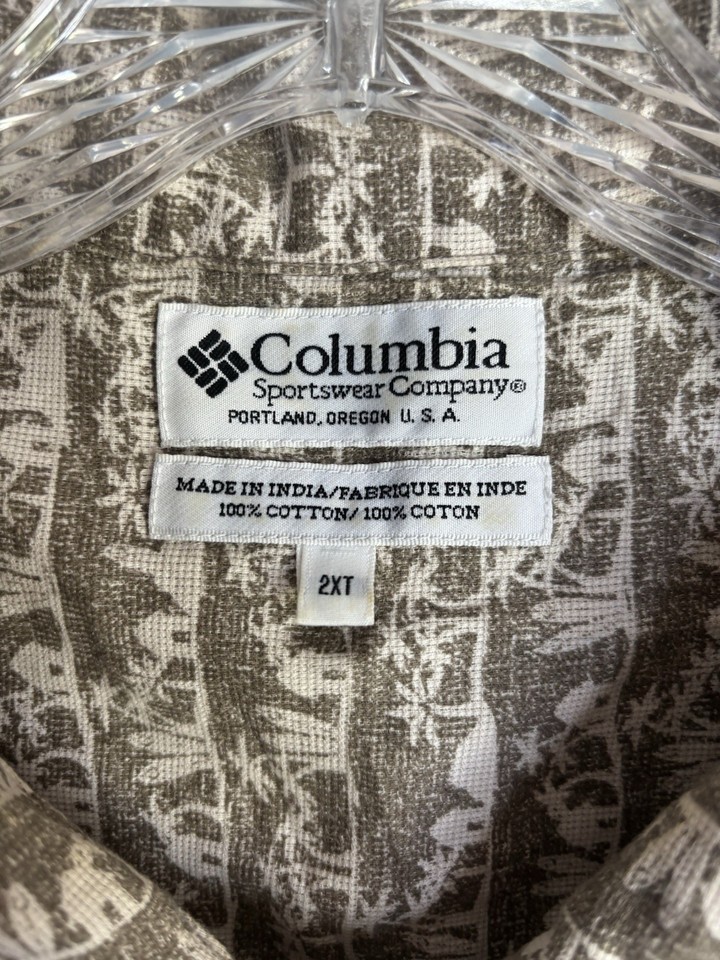 Columbia
Sportswear Company®
PORTLAND, OREGON U. S. A.
MADE IN INDIA/FABRIQUE EN INDE
100% COTTON/ 100% COTON
2XT